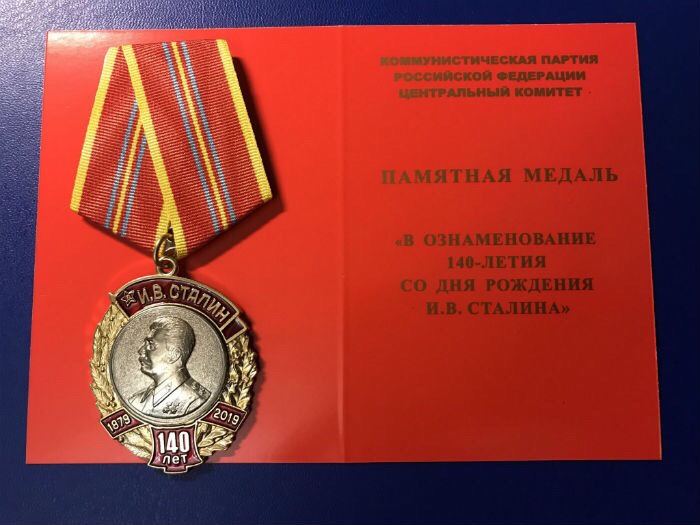 И.В. СТАЛИН
1879
2019
140
лет
КОММУНИСТИЧЕСКАЯ ПАРТИЯ
РОССИЙСКОЙ ФЕДЕРАЦИИ
ЦЕНТРАЛЬНЫЙ КОМИТЕТ
ПАМЯТНАЯ МЕДАЛЬ
«В ОЗНАМЕНОВАНИЕ
140-ЛЕТИЯ
СО ДНЯ РОЖДЕНИЯ
И.В. СТАЛИНА»